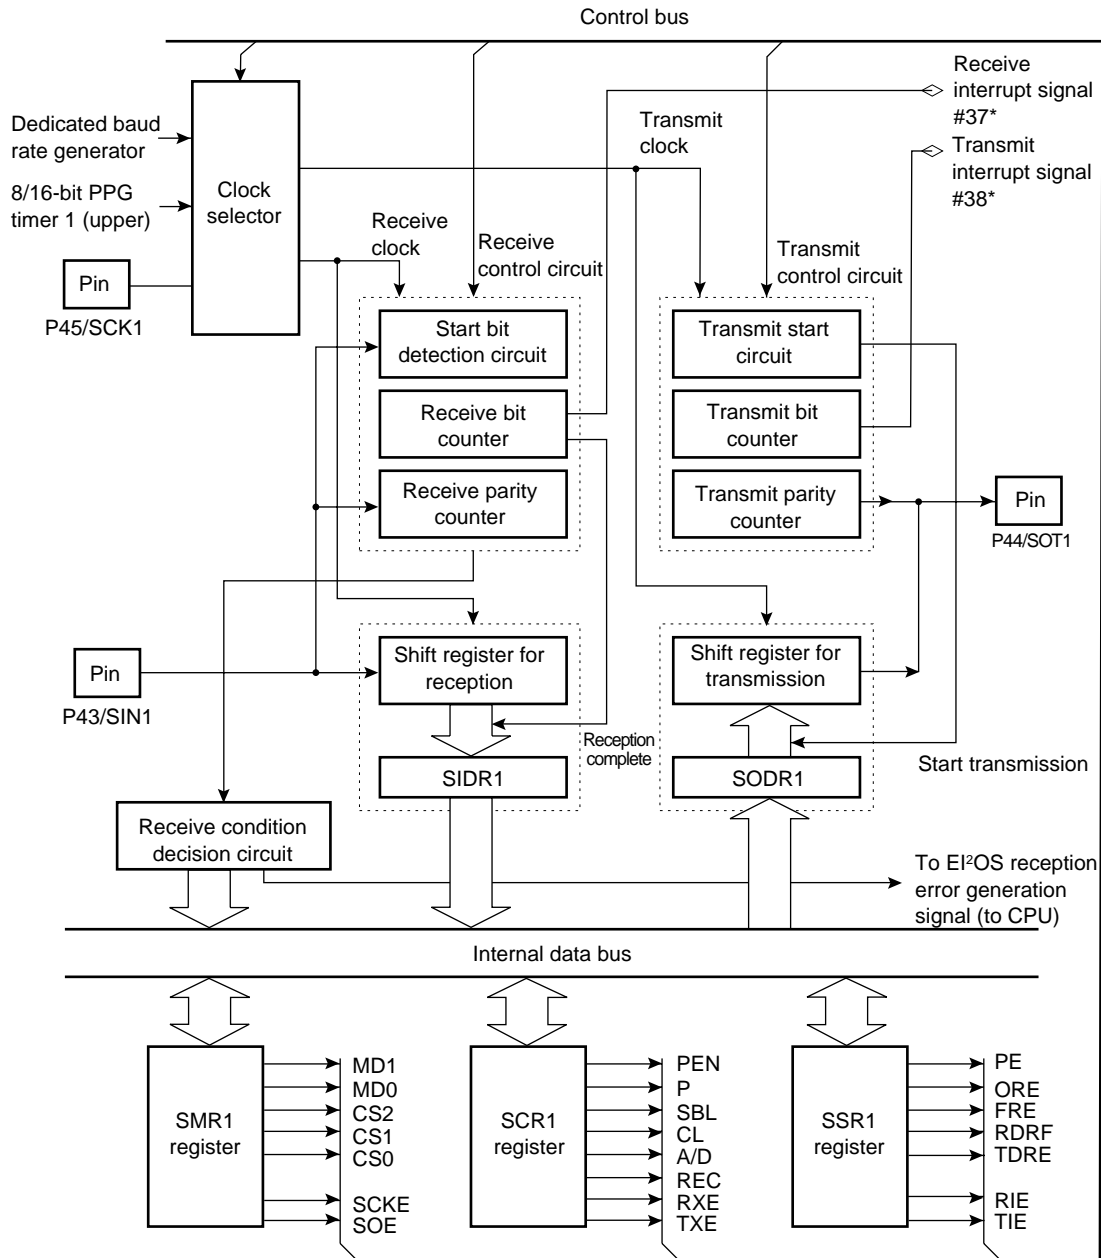 Control bus
Receive
interrupt signal
#37*
Transmit
interrupt signal
#38*
Dedicated baud
rate generator
8/16-bit PPG
timer 1 (upper)
Pin
P45/SCK1
Clock
selector
Transmit
clock
Receive
clock
Receive
control circuit
Transmit
control circuit
Start bit
detection circuit
Receive bit
counter
Receive parity
counter
Transmit start
circuit
Transmit bit
counter
Transmit parity
counter
Pin
P44/SOT1
Pin
P43/SIN1
Shift register for
reception
Shift register for
transmission
Reception
complete
SIDR1
SODR1
Start transmission
Receive condition
decision circuit
To EI²OS reception
error generation
signal (to CPU)
Internal data bus
SMR1
register
MD1
MD0
CS2
CS1
CS0
SCKE
SOE
SCR1
register
PEN
P
SBL
CL
A/D
REC
RXE
TXE
SSR1
register
PE
ORE
FRE
RDRF
TDRE
RIE
TIE